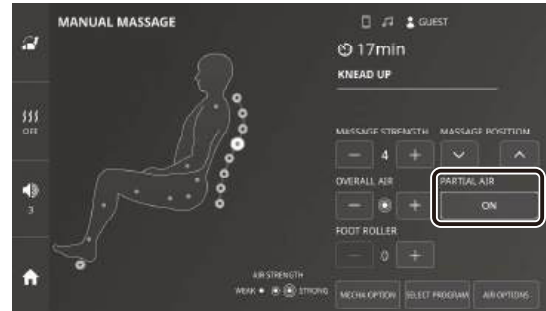 MANUAL MASSAGE
GUEST
17min
KNEAD UP
OFF
MASSAGE STRENGTH MASSAGE POSITION
4
OVERALL AIR PARTIAL AIR
ON
3
FOOT ROLLER
0
AIR STRENGTH
WEAK STRONG
MECHA OPTION SELECT PROGRAM AIR OPTIONS